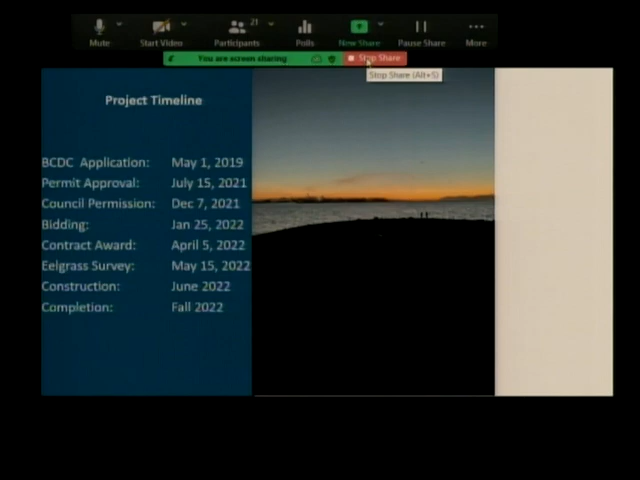 21
Mute
Start Video
Participants
Polls
New Share
Pause Share
More
You are screen sharing
Stop Share
Stop Share (Alt+S)
Project Timeline
BCDC Application: May 1, 2019
Permit Approval: July 15, 2021
Council Permission: Dec 7, 2021
Bidding: Jan 25, 2022
Contract Award: April 5, 2022
Eelgrass Survey: May 15, 2022
Construction: June 2022
Completion: Fall 2022